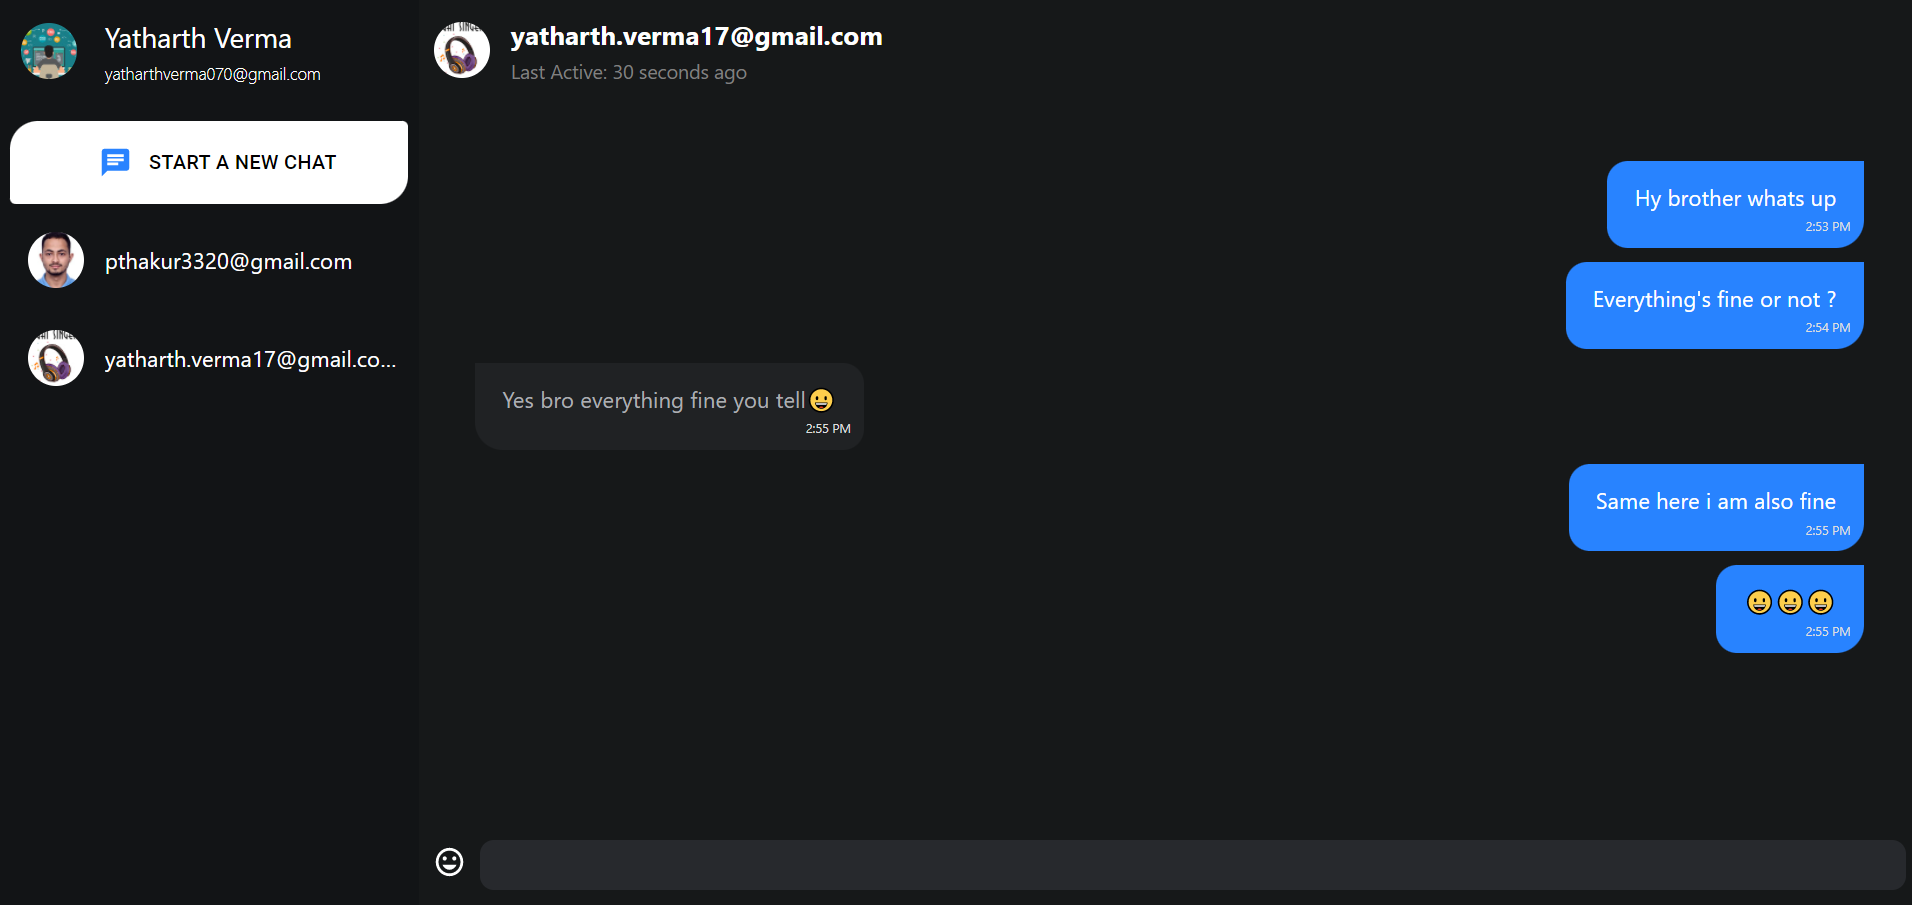 Yatharth Verma
yatharthverma070@gmail.com
START A NEW CHAT
pthakur3320@gmail.com
yatharth.verma17@gmail.co...
yatharth.verma17@gmail.com
Last Active: 30 seconds ago
Hy brother whats up
2:53 PM
Everything's fine or not ?
2:54 PM
Yes bro everything fine you tell😀
2:55 PM
Same here i am also fine
2:55 PM
😀😀😀
2:55 PM